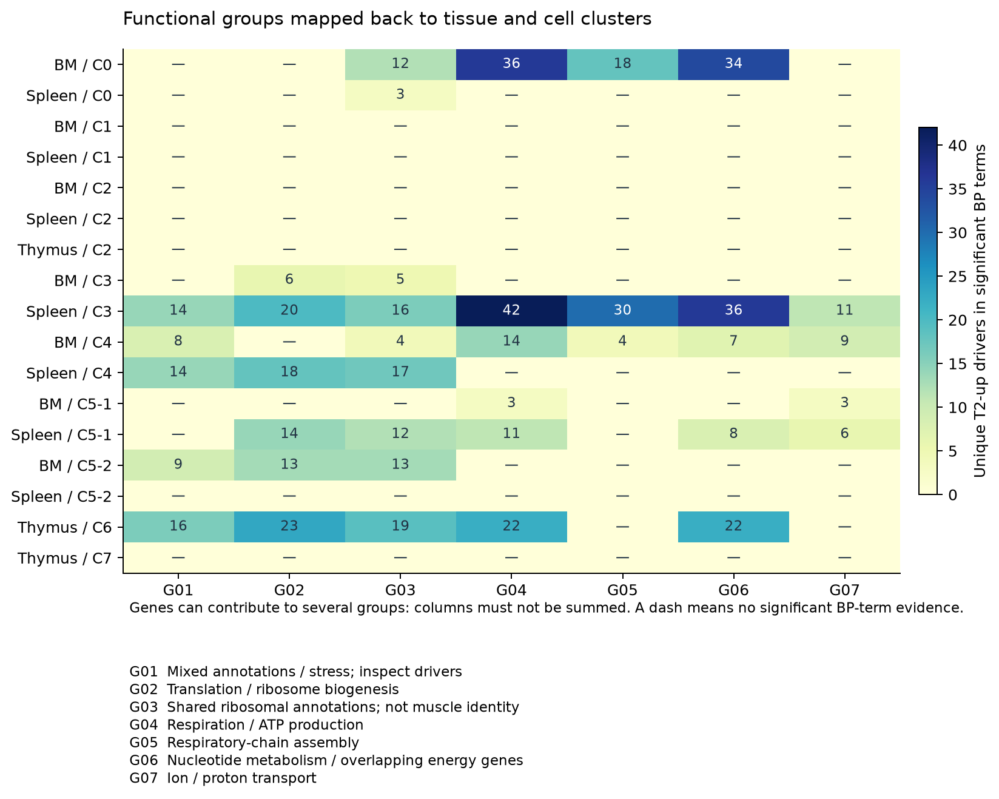 Functional groups mapped back to tissue and cell clusters
BM / C0 — — 12 36 18 34 —
Spleen / C0 — — 3 — — — —
BM / C1 — — — — — — —
Spleen / C1 — — — — — — —
BM / C2 — — — — — — —
Spleen / C2 — — — — — — —
Thymus / C2 — — — — — — —
BM / C3 — 6 5 — — — —
Spleen / C3 14 20 16 42 30 36 11
BM / C4 8 — 4 14 4 7 9
Spleen / C4 14 18 17 — — — —
BM / C5-1 — — — 3 — — 3
Spleen / C5-1 — 14 12 11 — 8 6
BM / C5-2 9 13 13 — — — —
Spleen / C5-2 — — — — — — —
Thymus / C6 16 23 19 22 — 22 —
Thymus / C7 — — — — — — —
G01 G02 G03 G04 G05 G06 G07
40
35
30
25
20
15
10
5
0
Unique T2-up drivers in significant BP terms
Genes can contribute to several groups: columns must not be summed. A dash means no significant BP-term evidence.
G01 Mixed annotations / stress; inspect drivers
G02 Translation / ribosome biogenesis
G03 Shared ribosomal annotations; not muscle identity
G04 Respiration / ATP production
G05 Respiratory-chain assembly
G06 Nucleotide metabolism / overlapping energy genes
G07 Ion / proton transport